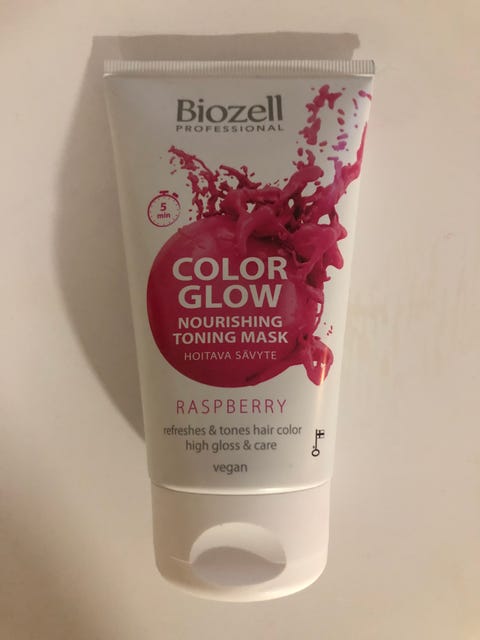 Biozell
PROFESSIONAL
5
min
COLOR
GLOW
NOURISHING
TONING MASK
HOITAVA SÄVYTE
RASPBERRY
refreshes & tones hair color
high gloss & care
vegan